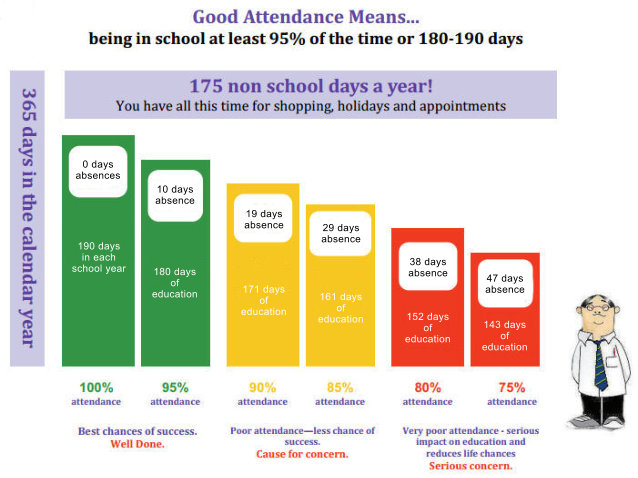 Good Attendance Means...
being in school at least 95% of the time or 180-190 days
365 days in the calendar year
175 non school days a year!
You have all this time for shopping, holidays and appointments
0 days
absences
190 days
in each
school year
10 days
absence
180 days
of
education
19 days
absence
171 days
of
education
29 days
absence
161 days
of
education
38 days
absence
152 days
of
education
47 days
absence
143 days
of
education
100%
attendance
95%
attendance
90%
attendance
85%
attendance
80%
attendance
75%
attendance
Best chances of success.
Well Done.
Poor attendance—less chance of
success.
Cause for concern.
Very poor attendance - serious
impact on education and
reduces life chances
Serious concern.